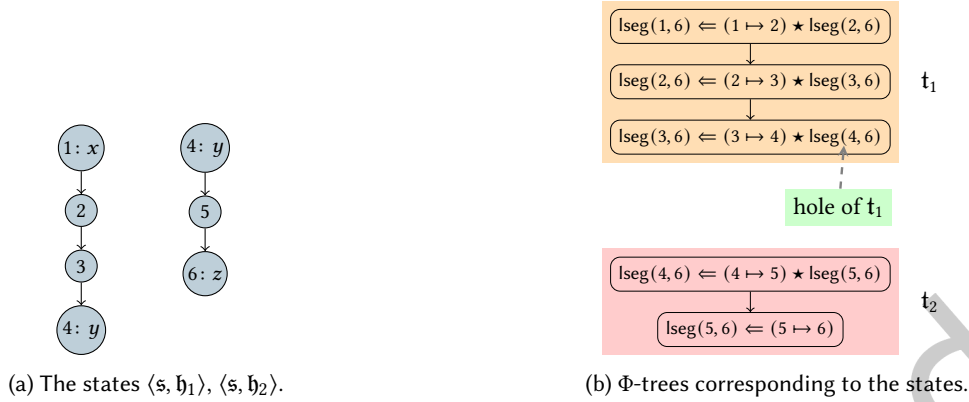 1: x
2
3
4: y
4: y
5
6: z
(a) The states ⟨𝔰, 𝔥₁⟩, ⟨𝔰, 𝔥₂⟩.
lseg(1, 6) ⇐ (1 ↦ 2) ★ lseg(2, 6)
lseg(2, 6) ⇐ (2 ↦ 3) ★ lseg(3, 6)
𝔱₁
lseg(3, 6) ⇐ (3 ↦ 4) ★ lseg(4, 6)
hole of 𝔱₁
lseg(4, 6) ⇐ (4 ↦ 5) ★ lseg(5, 6)
𝔱₂
lseg(5, 6) ⇐ (5 ↦ 6)
(b) Φ-trees corresponding to the states.